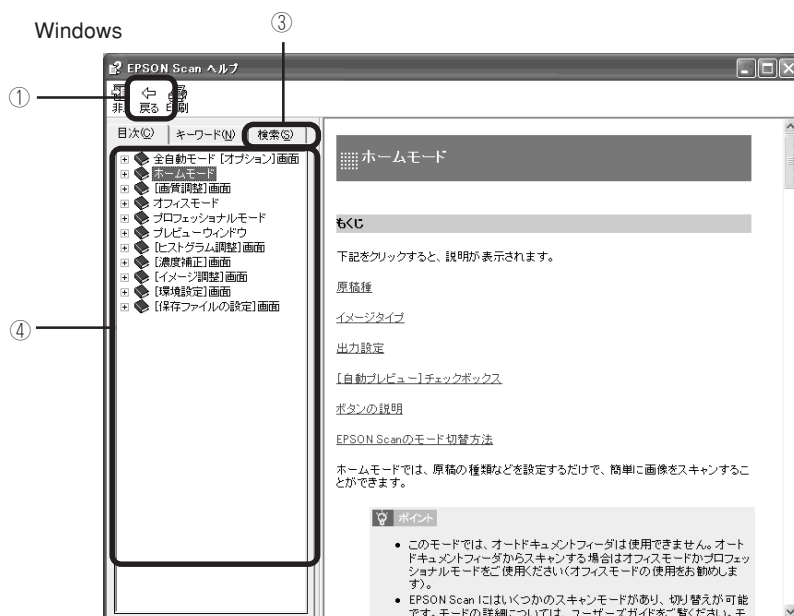 Windows
③
EPSON Scan ヘルプ
①
戻る 印刷
目次(C) キーワード(N) 検索(S)
全自動モード [オプション]画面
ホームモード
[画質調整]画面
オフィスモード
プロフェッショナルモード
プレビューウィンドウ
[ヒストグラム調整]画面
[濃度補正]画面
[イメージ調整]画面
[環境設定]画面
[保存ファイルの設定]画面
④
ホームモード
もくじ
下記をクリックすると、説明が表示されます。
原稿種
イメージタイプ
出力設定
[自動プレビュー]チェックボックス
ボタンの説明
EPSON Scanのモード切替方法
ホームモードでは、原稿の種類などを設定するだけで、簡単に画像をスキャンするこ
とができます。
ポイント
● このモードでは、オートドキュメントフィーダは使用できません。オート
ドキュメントフィーダからスキャンする場合はオフィスモードかプロフェッ
ショナルモードをご使用ください(オフィスモードの使用をお勧めしま
す)。
● EPSON Scan にはいくつかのスキャンモードがあり、切り替えが可能
です。モードの詳細については、ユーザーズガイドをご覧ください。モ